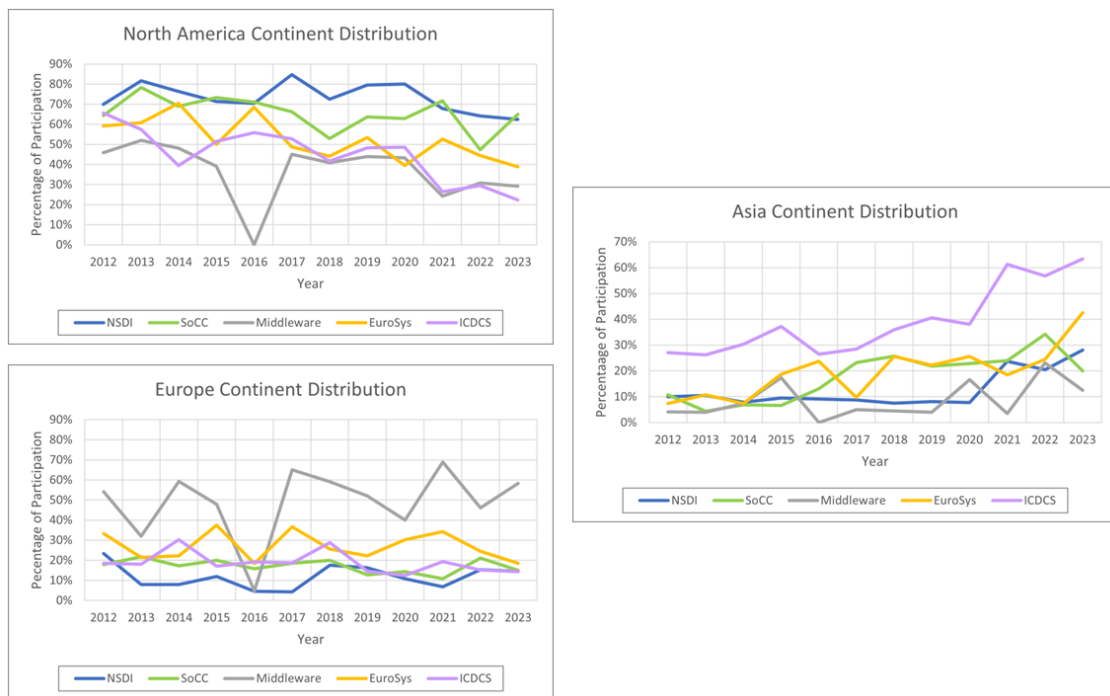 North America Continent Distribution
Percentage of Participation
90%
80%
70%
60%
50%
40%
30%
20%
10%
0%
2012 2013 2014 2015 2016 2017 2018 2019 2020 2021 2022 2023
Year
NSDI SoCC Middleware EuroSys ICDCS
Europe Continent Distribution
Pecentage of Participation
90%
80%
70%
60%
50%
40%
30%
20%
10%
0%
2012 2013 2014 2015 2016 2017 2018 2019 2020 2021 2022 2023
Year
NSDI SoCC Middleware EuroSys ICDCS
Asia Continent Distribution
Percentage of Participation
70%
60%
50%
40%
30%
20%
10%
0%
2012 2013 2014 2015 2016 2017 2018 2019 2020 2021 2022 2023
Year
NSDI SoCC Middleware EuroSys ICDCS